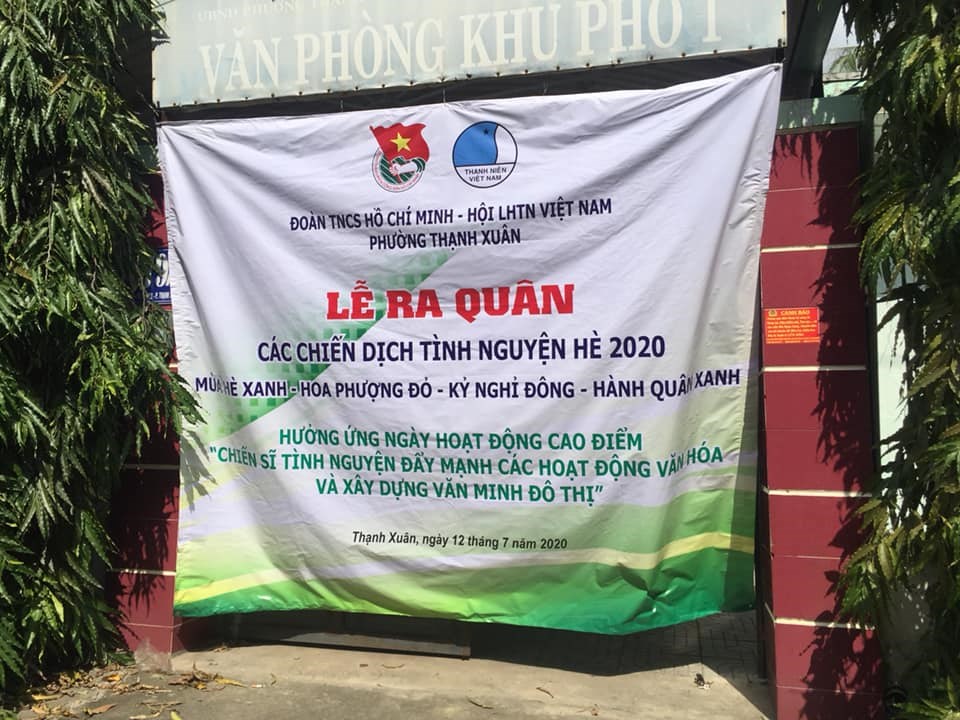 UBND PHƯỜNG THẠ
VĂN PHÒNG KHU PHỐ 1
THANH NIÊN
VIỆT NAM
ĐOÀN TNCS HỒ CHÍ MINH - HỘI LHTN VIỆT NAM
PHƯỜNG THẠNH XUÂN
LỄ RA QUÂN
CÁC CHIẾN DỊCH TÌNH NGUYỆN HÈ 2020
MÙA HÈ XANH - HOA PHƯỢNG ĐỎ - KỲ NGHỈ ĐÔNG - HÀNH QUÂN XANH
HƯỞNG ỨNG NGÀY HOẠT ĐỘNG CAO ĐIỂM
"CHIẾN SĨ TÌNH NGUYỆN ĐẨY MẠNH CÁC HOẠT ĐỘNG VĂN HÓA
VÀ XÂY DỰNG VĂN MINH ĐÔ THỊ"
Thạnh Xuân, ngày 12 tháng 7 năm 2020
CẢNH BÁO